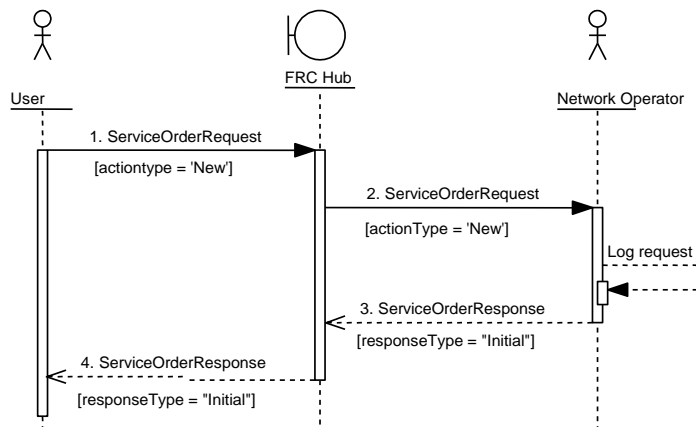 FRC Hub
User
Network Operator
1. ServiceOrderRequest
[actiontype = 'New']
2. ServiceOrderRequest
[actionType = 'New']
Log request
3. ServiceOrderResponse
[responseType = "Initial"]
4. ServiceOrderResponse
[responseType = "Initial"]